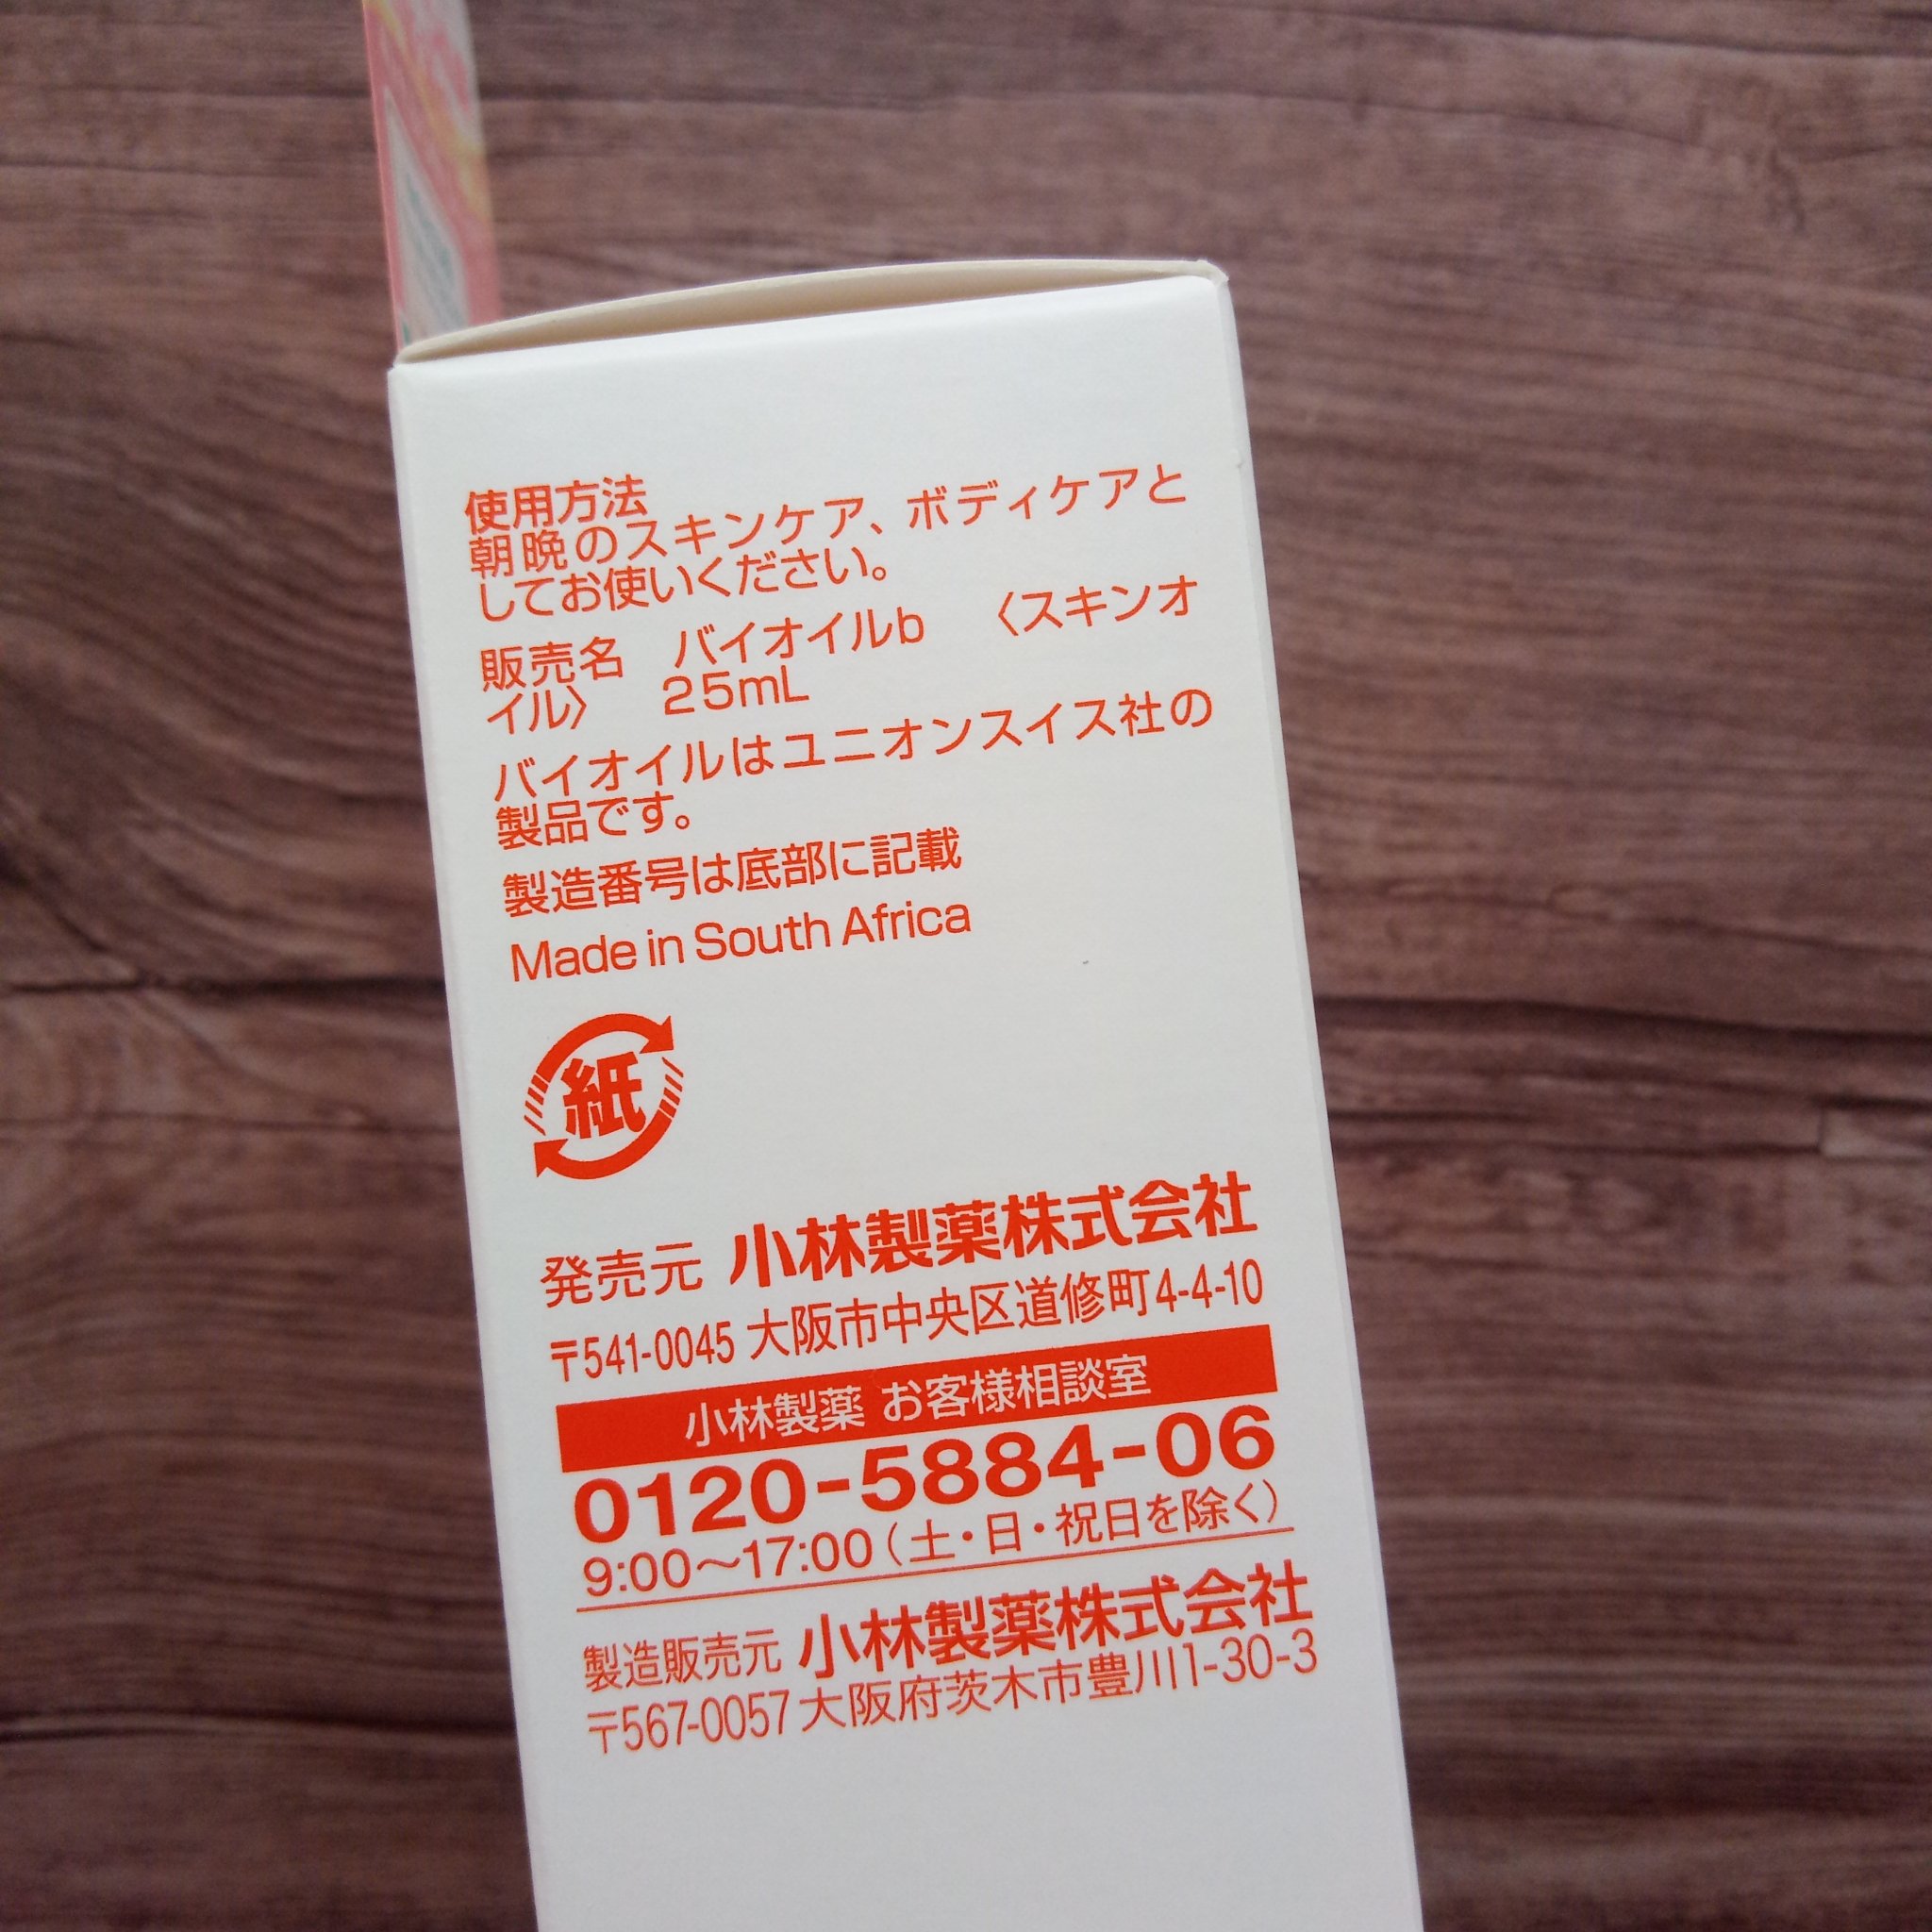 使用方法
朝晩のスキンケア、ボディケアと
してお使いください。
販売名　バイオイルb　〈スキンオ
イル〉　25mL
バイオイルはユニオンスイス社の
製品です。
製造番号は底部に記載
Made in South Africa
紙
発売元 小林製薬株式会社
〒541-0045 大阪市中央区道修町4-4-10
小林製薬 お客様相談室
0120-5884-06
9:00～17:00（土・日・祝日を除く）
製造販売元 小林製薬株式会社
〒567-0057 大阪府茨木市豊川1-30-3